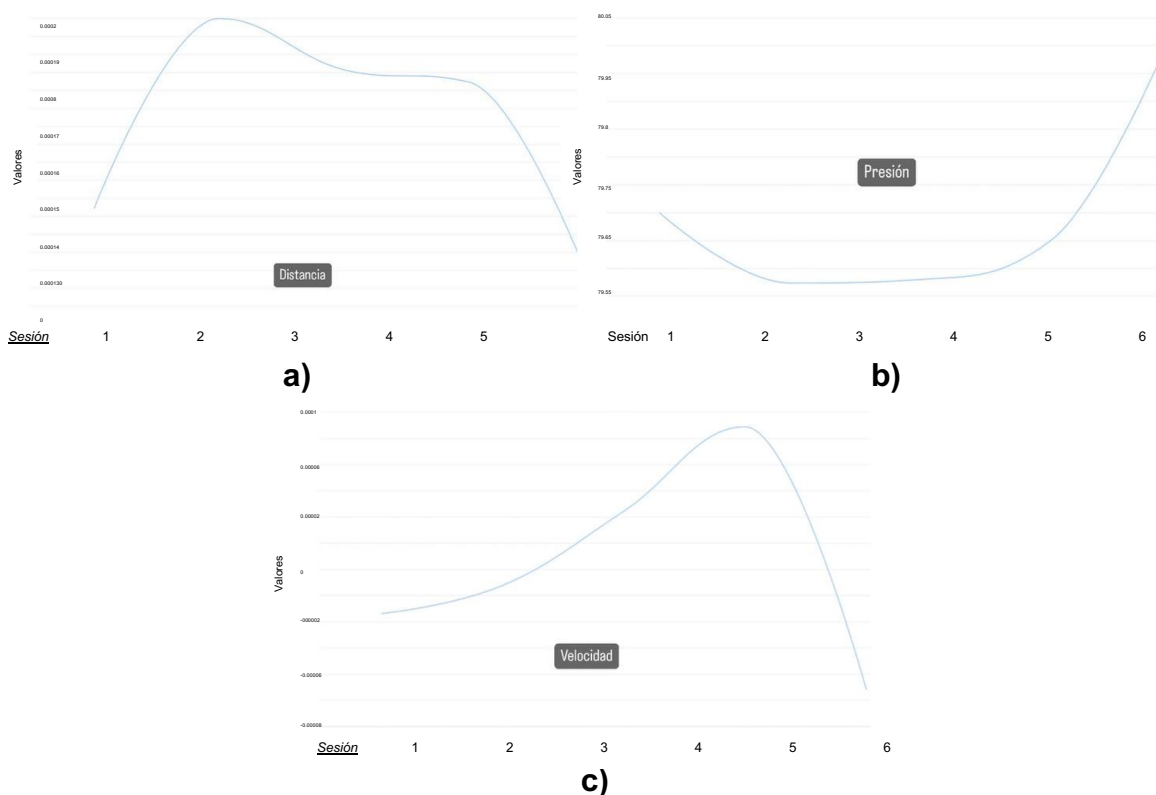 0.0002
0.00019
0.0008
0.00017
0.00016
0.00015
0.00014
0.000130
0
Valores
Distancia
Sesión 1 2 3 4 5
a)
80.05
79.95
79.8
79.75
79.65
79.55
Valores
Presión
Sesión 1 2 3 4 5 6
b)
0.0001
0.00006
0.00002
0
-000002
-0.00006
-0.00008
Valores
Velocidad
Sesión 1 2 3 4 5 6
c)